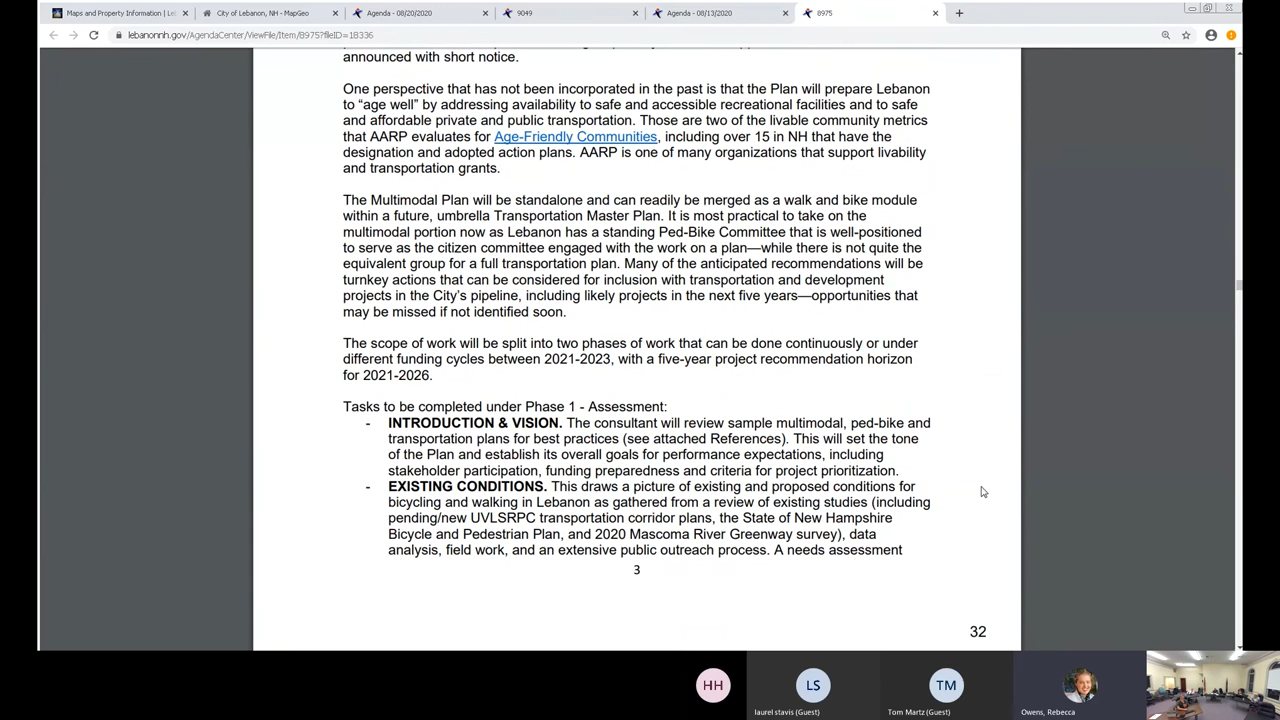 Maps and Property Information | Le
City of Lebanon, NH - MapGeo
Agenda - 08/20/2020
9049
Agenda - 08/13/2020
8975
lebanonnh.gov/AgendaCenter/ViewFile/Item/8975?fileID=18336
announced with short notice.
One perspective that has not been incorporated in the past is that the Plan will prepare Lebanon
to “age well” by addressing availability to safe and accessible recreational facilities and to safe
and affordable private and public transportation. Those are two of the livable community metrics
that AARP evaluates for Age-Friendly Communities, including over 15 in NH that have the
designation and adopted action plans. AARP is one of many organizations that support livability
and transportation grants.
The Multimodal Plan will be standalone and can readily be merged as a walk and bike module
within a future, umbrella Transportation Master Plan. It is most practical to take on the
multimodal portion now as Lebanon has a standing Ped-Bike Committee that is well-positioned
to serve as the citizen committee engaged with the work on a plan—while there is not quite the
equivalent group for a full transportation plan. Many of the anticipated recommendations will be
turnkey actions that can be considered for inclusion with transportation and development
projects in the City’s pipeline, including likely projects in the next five years—opportunities that
may be missed if not identified soon.
The scope of work will be split into two phases of work that can be done continuously or under
different funding cycles between 2021-2023, with a five-year project recommendation horizon
for 2021-2026.
Tasks to be completed under Phase 1 - Assessment:
- INTRODUCTION & VISION. The consultant will review sample multimodal, ped-bike and
transportation plans for best practices (see attached References). This will set the tone
of the Plan and establish its overall goals for performance expectations, including
stakeholder participation, funding preparedness and criteria for project prioritization.
- EXISTING CONDITIONS. This draws a picture of existing and proposed conditions for
bicycling and walking in Lebanon as gathered from a review of existing studies (including
pending/new UVLSRPC transportation corridor plans, the State of New Hampshire
Bicycle and Pedestrian Plan, and 2020 Mascoma River Greenway survey), data
analysis, field work, and an extensive public outreach process. A needs assessment
3
32
HH
LS
TM
laurel stavis (Guest)
Tom Martz (Guest)
Owens, Rebecca